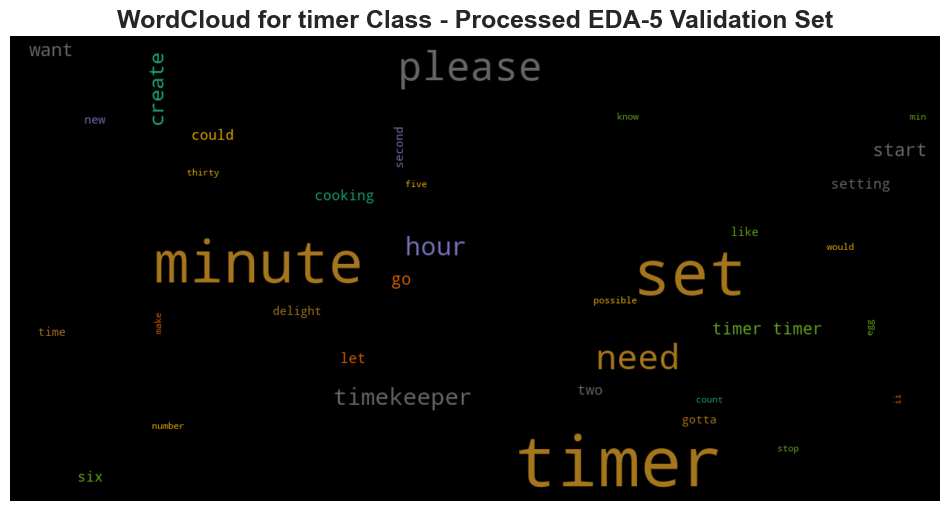 WordCloud for timer Class - Processed EDA-5 Validation Set
want
please
create
new
know
min
could
second
start
thirty
five
setting
cooking
like
minute
hour
would
set
go
possible
delight
time
make
timer timer
egg
let
need
timekeeper
two
count
ii
number
gotta
stop
timer
six